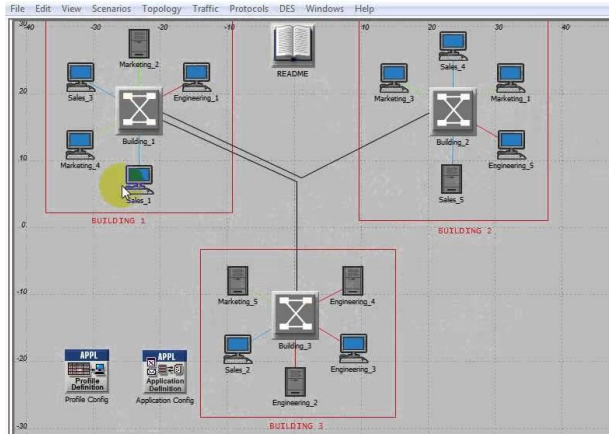 File Edit View Scenarios Topology Traffic Protocols DES Windows Help
-40 -30 -20 -10 10 20 30 40
30
Marketing_2
README
Sales_4
Sales_3
Engineering_1
Marketing_3
Marketing_1
20
Building_1
Building_2
10
Marketing_4
Engineering_5
Sales_1
Sales_5
BUILDING 1
BUILDING 2
0
-10
Marketing_5
Engineering_4
Building_3
APPL
Profile
Definition
Profile Config
APPL
Application
Definition
Application Config
Sales_2
Engineering_3
-20
Engineering_2
BUILDING 3
-30